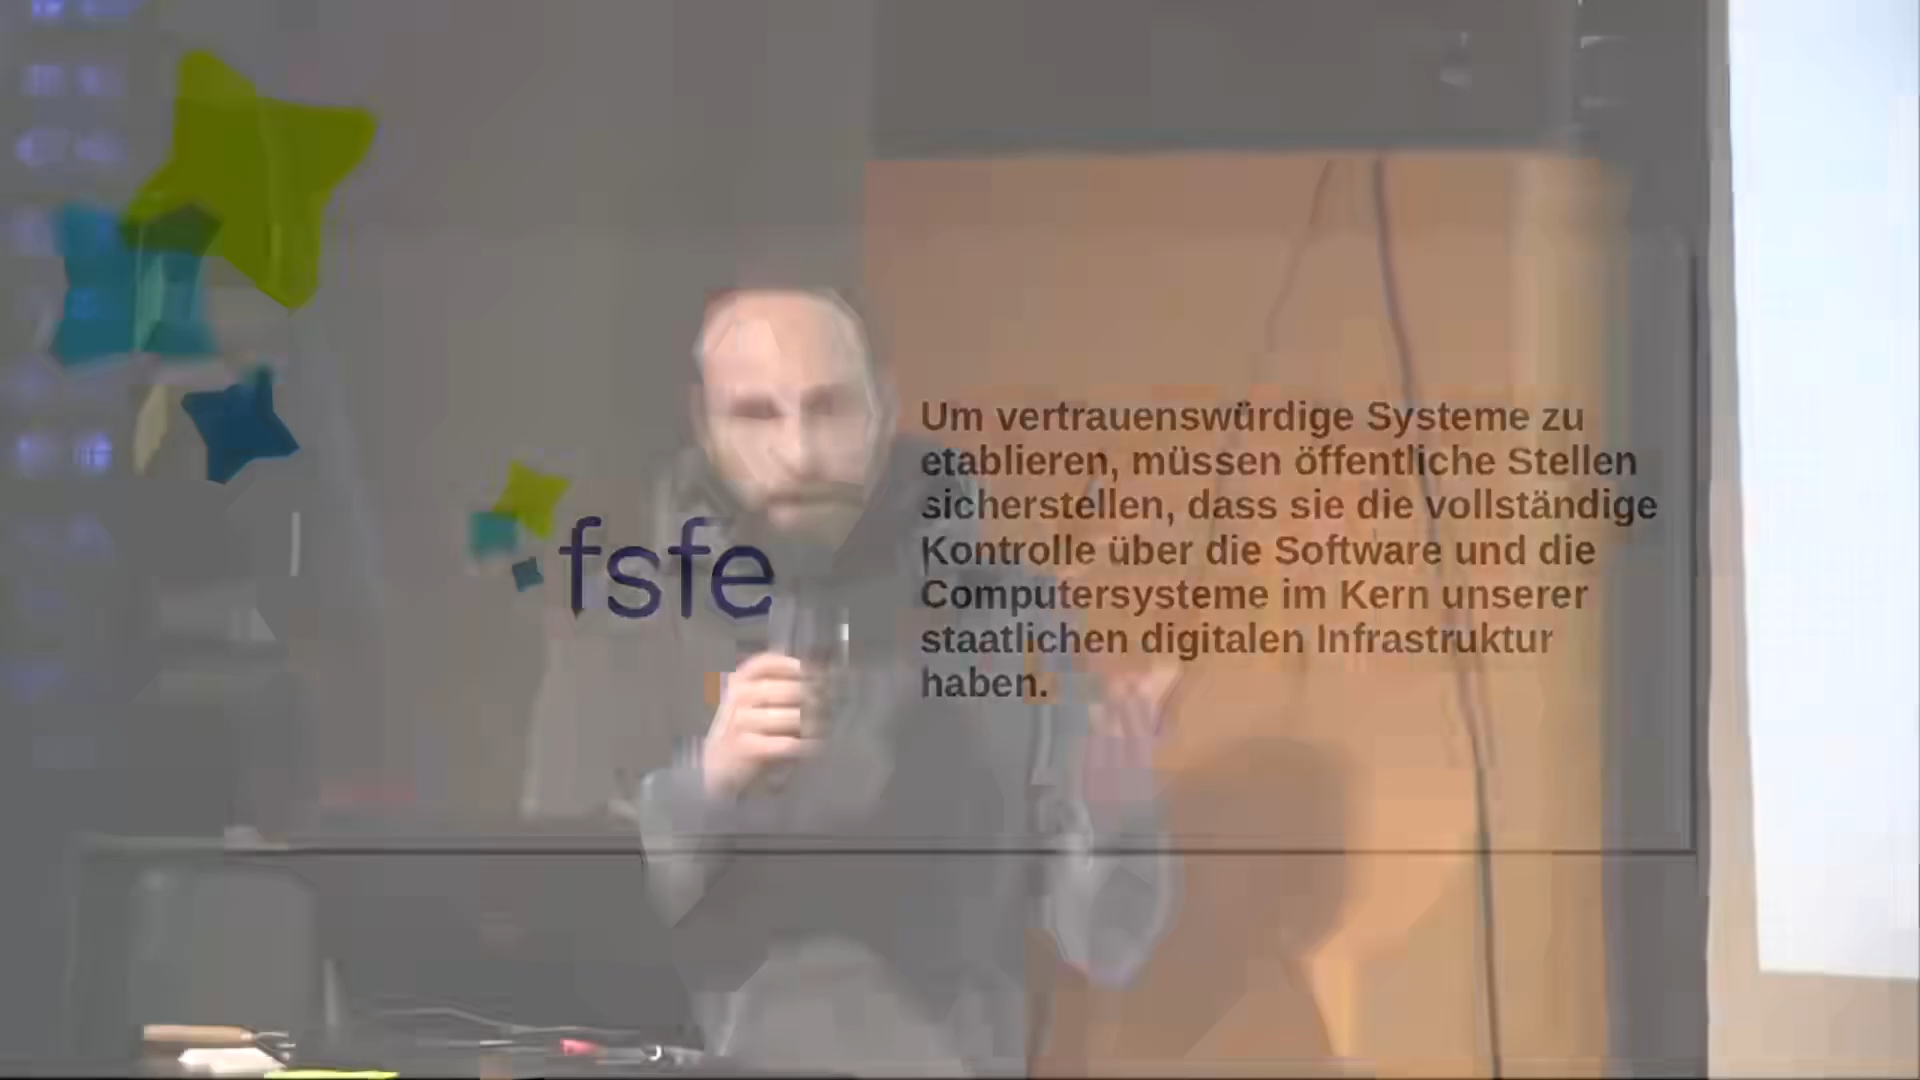 fsfe
Um vertrauenswürdige Systeme zu
etablieren, müssen öffentliche Stellen
sicherstellen, dass sie die vollständige
Kontrolle über die Software und die
Computersysteme im Kern unserer
staatlichen digitalen Infrastruktur
haben.